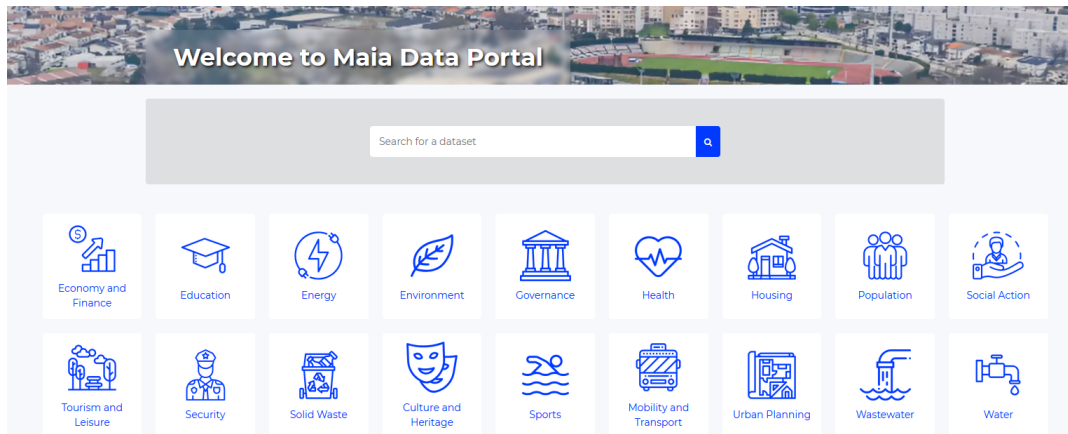 Welcome to Maia Data Portal
Search for a dataset
Economy and
Finance
Education
Energy
Environment
Governance
Health
Housing
Population
Social Action
Tourism and
Leisure
Security
Solid Waste
Culture and
Heritage
Sports
Mobility and
Transport
Urban Planning
Wastewater
Water